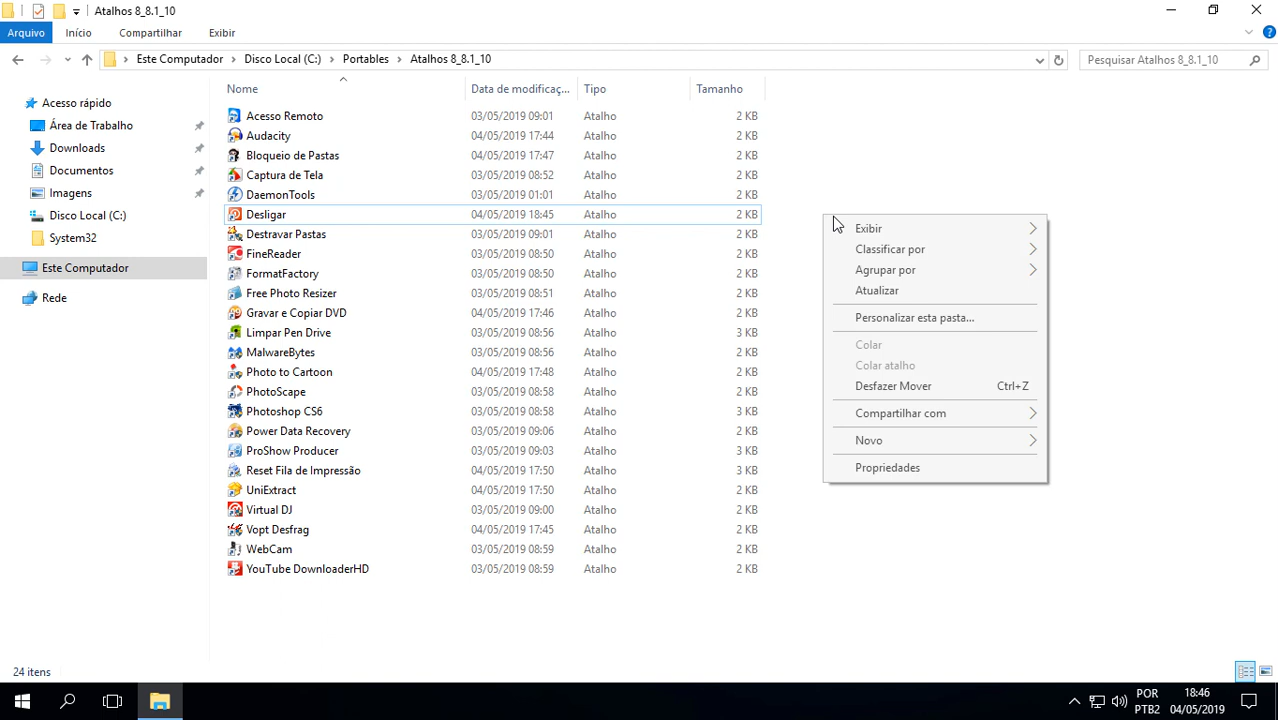 Atalhos 8_8.1_10
Arquivo Início Compartilhar Exibir
Este Computador Disco Local (C:) Portables Atalhos 8_8.1_10 Pesquisar Atalhos 8_8.1_10
Nome Data de modificaç... Tipo Tamanho
Acesso rápido
Área de Trabalho
Downloads
Documentos
Imagens
Disco Local (C:)
System32
Este Computador
Rede
Acesso Remoto 03/05/2019 09:01 Atalho 2 KB
Audacity 04/05/2019 17:44 Atalho 2 KB
Bloqueio de Pastas 04/05/2019 17:47 Atalho 2 KB
Captura de Tela 03/05/2019 08:52 Atalho 2 KB
DaemonTools 03/05/2019 01:01 Atalho 2 KB
Desligar 04/05/2019 18:45 Atalho 2 KB
Destravar Pastas 03/05/2019 09:01 Atalho 2 KB
FineReader 03/05/2019 08:50 Atalho 2 KB
FormatFactory 03/05/2019 08:50 Atalho 2 KB
Free Photo Resizer 03/05/2019 08:51 Atalho 2 KB
Gravar e Copiar DVD 04/05/2019 17:46 Atalho 2 KB
Limpar Pen Drive 03/05/2019 08:56 Atalho 2 KB
MalwareBytes 03/05/2019 08:56 Atalho 2 KB
Photo to Cartoon 04/05/2019 17:48 Atalho 2 KB
PhotoScape 03/05/2019 08:58 Atalho 2 KB
Photoshop CS6 03/05/2019 08:58 Atalho 3 KB
Power Data Recovery 03/05/2019 09:06 Atalho 2 KB
ProShow Producer 03/05/2019 09:03 Atalho 3 KB
Reset Fila de Impressão 04/05/2019 17:50 Atalho 3 KB
UniExtract 04/05/2019 17:50 Atalho 2 KB
Virtual DJ 03/05/2019 09:00 Atalho 2 KB
Vopt Desfrag 04/05/2019 17:45 Atalho 2 KB
WebCam 03/05/2019 08:59 Atalho 2 KB
YouTube DownloaderHD 03/05/2019 08:59 Atalho 2 KB
Exibir
Classificar por
Agrupar por
Atualizar
Personalizar esta pasta...
Colar
Colar atalho
Desfazer Mover Ctrl+Z
Compartilhar com
Novo
Propriedades
24 itens
POR
PTB2
18:46
04/05/2019